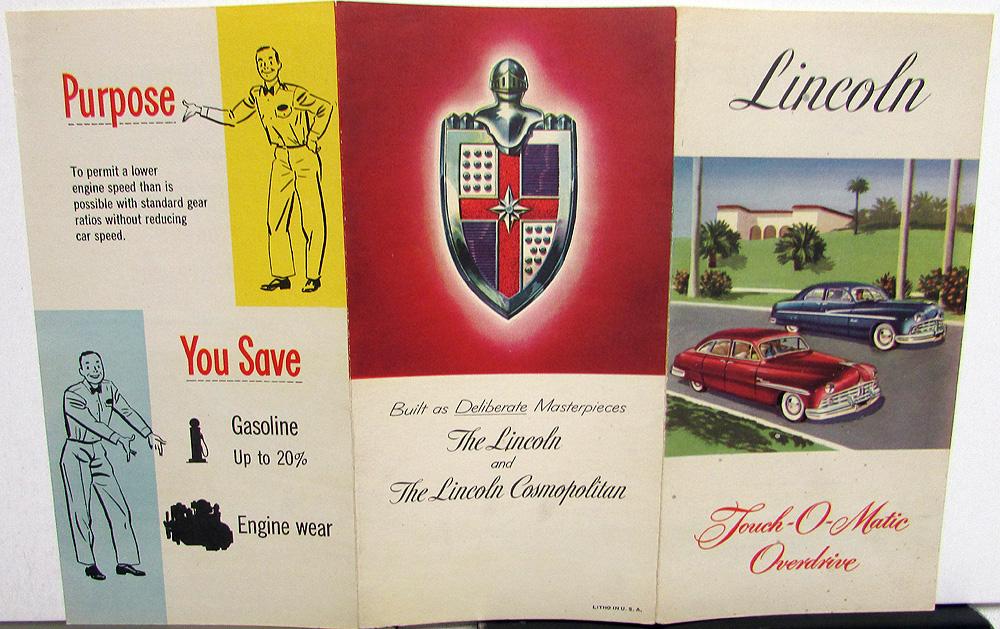 Purpose
To permit a lower
engine speed than is
possible with standard gear
ratios without reducing
car speed.
You Save
Gasoline
Up to 20%
Engine wear
Built as Deliberate Masterpieces
The Lincoln
and
The Lincoln Cosmopolitan
LITHO IN U. S. A.
Lincoln
Touch-O-Matic
Overdrive